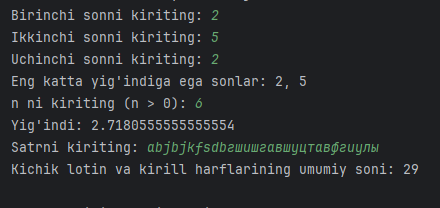 Birinchi sonni kiriting: 2
Ikkinchi sonni kiriting: 5
Uchinchi sonni kiriting: 2
Eng katta yig'indiga ega sonlar: 2, 5
n ni kiriting (n > 0): 6
Yig'indi: 2.7180555555555554
Satrni kiriting: abjbjkfsdbгшишгавшуцтавфгиулы
Kichik lotin va kirill harflarining umumiy soni: 29